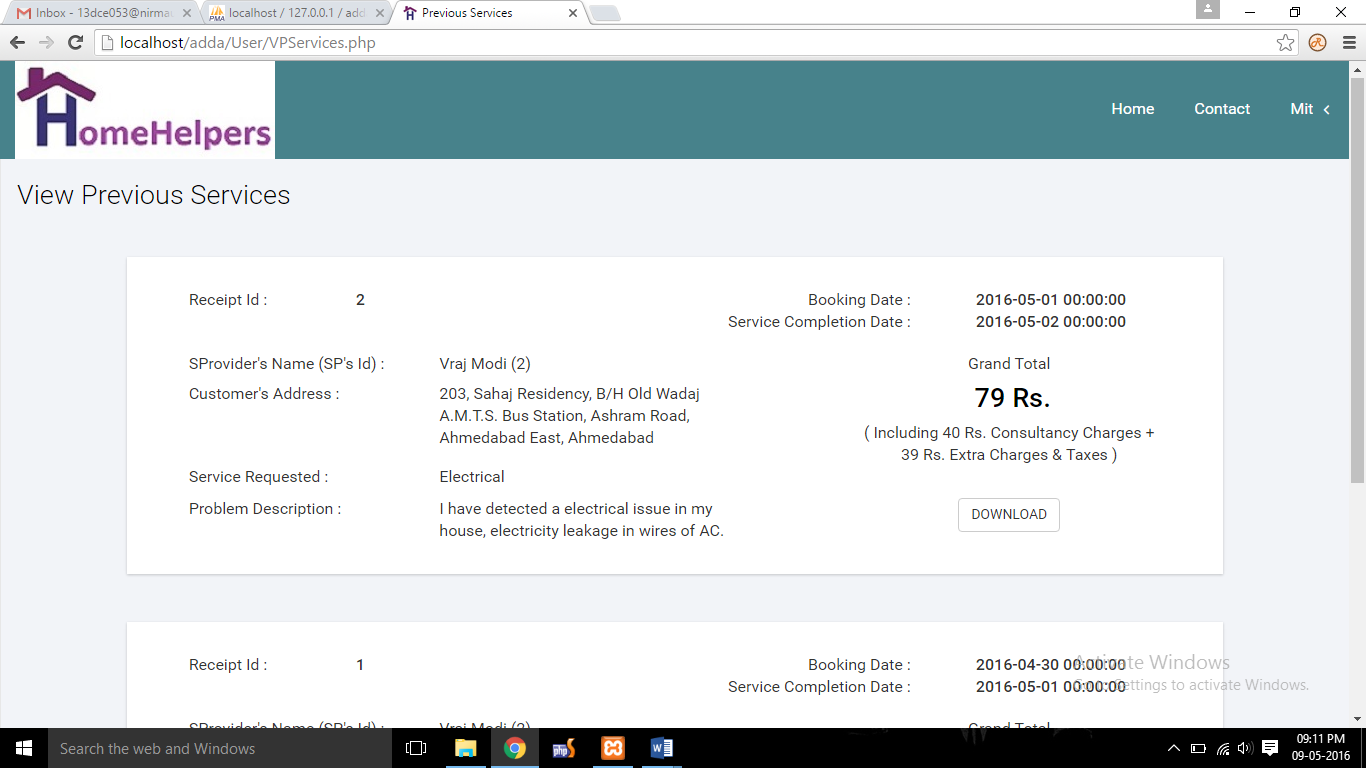 Inbox - 13dce053@nirma
localhost / 127.0.0.1 / add
Previous Services
localhost/adda/User/VPServices.php
HomeHelpers
Home Contact Mit
View Previous Services
Receipt Id : 2
Booking Date : 2016-05-01 00:00:00
Service Completion Date : 2016-05-02 00:00:00
SProvider's Name (SP's Id) : Vraj Modi (2)
Customer's Address : 203, Sahaj Residency, B/H Old Wadaj
A.M.T.S. Bus Station, Ashram Road,
Ahmedabad East, Ahmedabad
Service Requested : Electrical
Problem Description : I have detected a electrical issue in my
house, electricity leakage in wires of AC.
Grand Total
79 Rs.
( Including 40 Rs. Consultancy Charges +
39 Rs. Extra Charges & Taxes )
DOWNLOAD
Receipt Id : 1
Booking Date : 2016-04-30 00:00:00
Service Completion Date : 2016-05-01 00:00:00
SProvider's Name (SP's Id) : Vraj Modi (2)
Grand Total
Activate Windows
Go to Settings to activate Windows.
Search the web and Windows
09:11 PM
09-05-2016